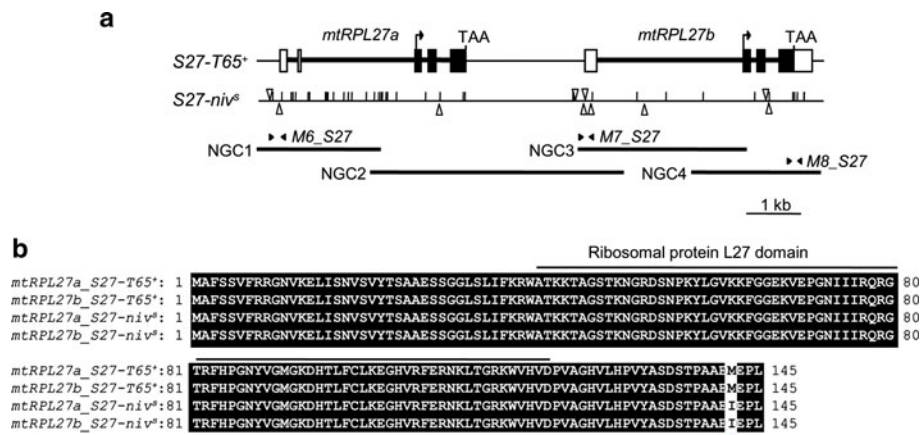 a
mtRPL27a TAA mtRPL27b TAA
S27-T65⁺
S27-nivˢ
NGC1 M6_S27 NGC3 M7_S27
NGC2 NGC4 M8_S27
1 kb
b
Ribosomal protein L27 domain
mtRPL27a_S27-T65⁺: 1 MAFSSVFRRGNVKELISNVSVYTSAAESSGGLSLIFKRWATKKTAGSTKNGRDSNPKYLGVKKFGGEKVEPGNIIIRQRG 80
mtRPL27b_S27-T65⁺: 1 MAFSSVFRRGNVKELISNVSVYTSAAESSGGLSLIFKRWATKKTAGSTKNGRDSNPKYLGVKKFGGEKVEPGNIIIRQRG 80
mtRPL27a_S27-nivˢ: 1 MAFSSVFRRGNVKELISNVSVYTSAAESSGGLSLIFKRWATKKTAGSTKNGRDSNPKYLGVKKFGGEKVEPGNIIIRQRG 80
mtRPL27b_S27-nivˢ: 1 MAFSSVFRRGNVKELISNVSVYTSAAESSGGLSLIFKRWATKKTAGSTKNGRDSNPKYLGVKKFGGEKVEPGNIIIRQRG 80
mtRPL27a_S27-T65⁺:81 TRFHPGNYVGMGKDHTLFCLKEGHVRFERNKLTGRKWVHVDPVAGHVLHPVYASDSTPAAEMEPL 145
mtRPL27b_S27-T65⁺:81 TRFHPGNYVGMGKDHTLFCLKEGHVRFERNKLTGRKWVHVDPVAGHVLHPVYASDSTPAAEMEPL 145
mtRPL27a_S27-nivˢ:81 TRFHPGNYVGMGKDHTLFCLKEGHVRFERNKLTGRKWVHVDPVAGHVLHPVYASDSTPAAEIEPL 145
mtRPL27b_S27-nivˢ:81 TRFHPGNYVGMGKDHTLFCLKEGHVRFERNKLTGRKWVHVDPVAGHVLHPVYASDSTPAAEIEPL 145